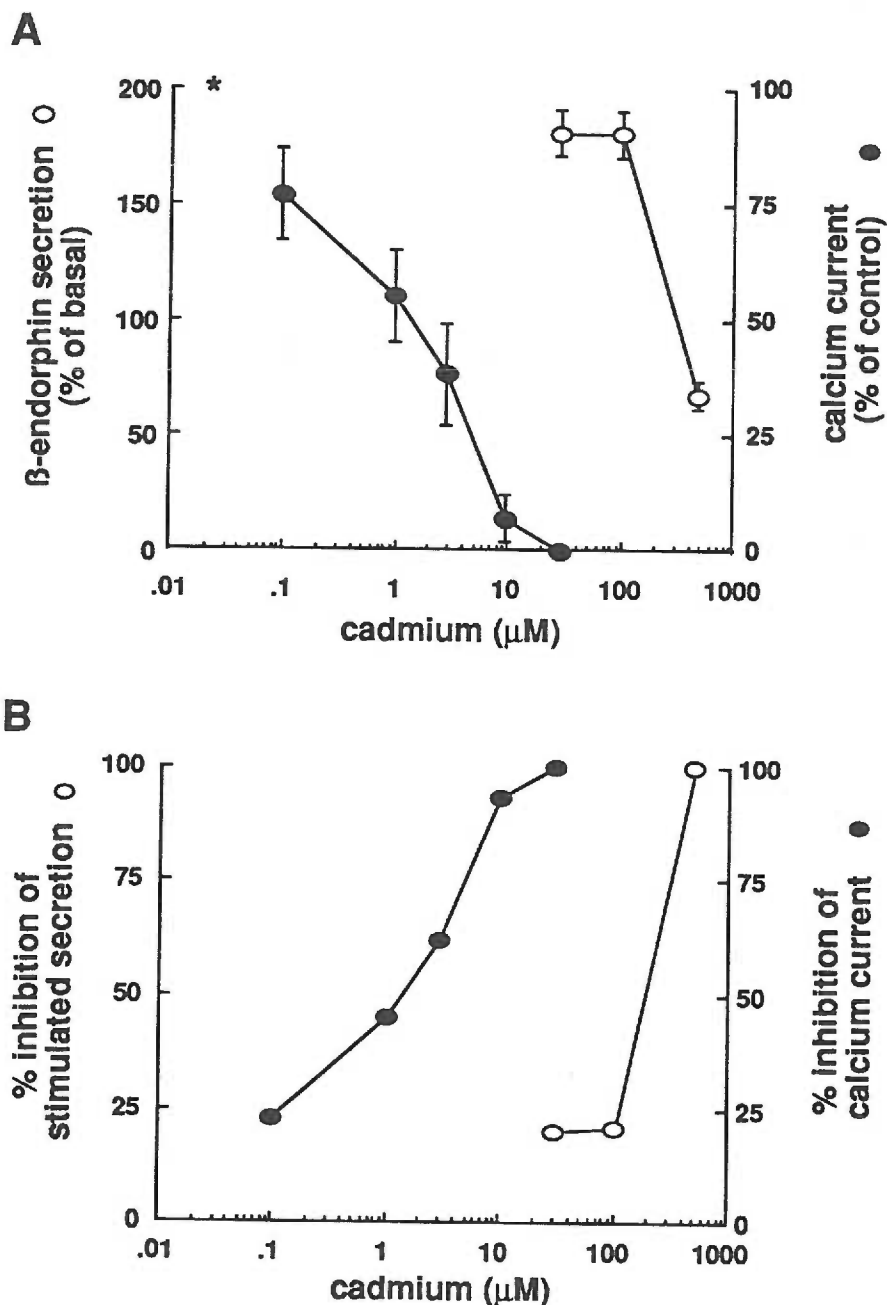 A
ß-endorphin secretion O
(% of basal)
200
150
100
50
0
*
100
75
50
25
0
calcium current
(% of control)
.01 .1 1 10 100 1000
cadmium (µM)
B
% inhibition of
stimulated secretion O
100
75
50
25
0
100
75
50
25
0
% inhibition of
calcium current
.01 .1 1 10 100 1000
cadmium (µM)